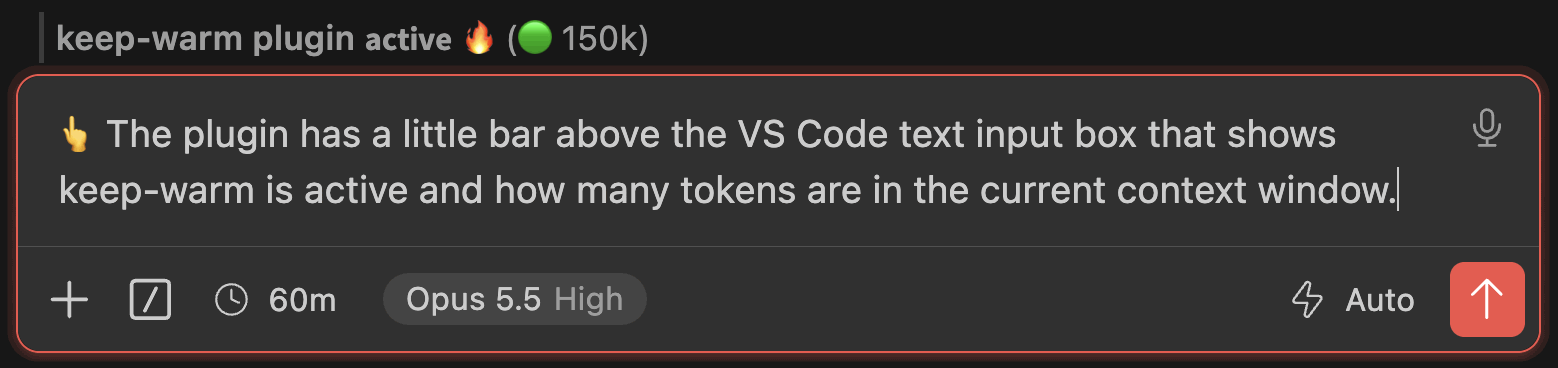 keep-warm plugin active 🔥 (🟢 150k)
👆 The plugin has a little bar above the VS Code text input box that shows
keep-warm is active and how many tokens are in the current context window.
60m Opus 5.5 High Auto